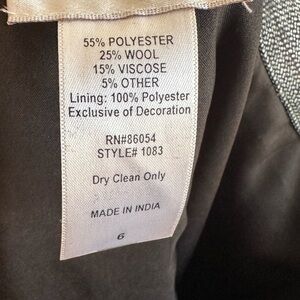 55% POLYESTER
25% WOOL
15% VISCOSE
5% OTHER
Lining: 100% Polyester
Exclusive of Decoration
RN#86054
STYLE# 1083
Dry Clean Only
MADE IN INDIA
6